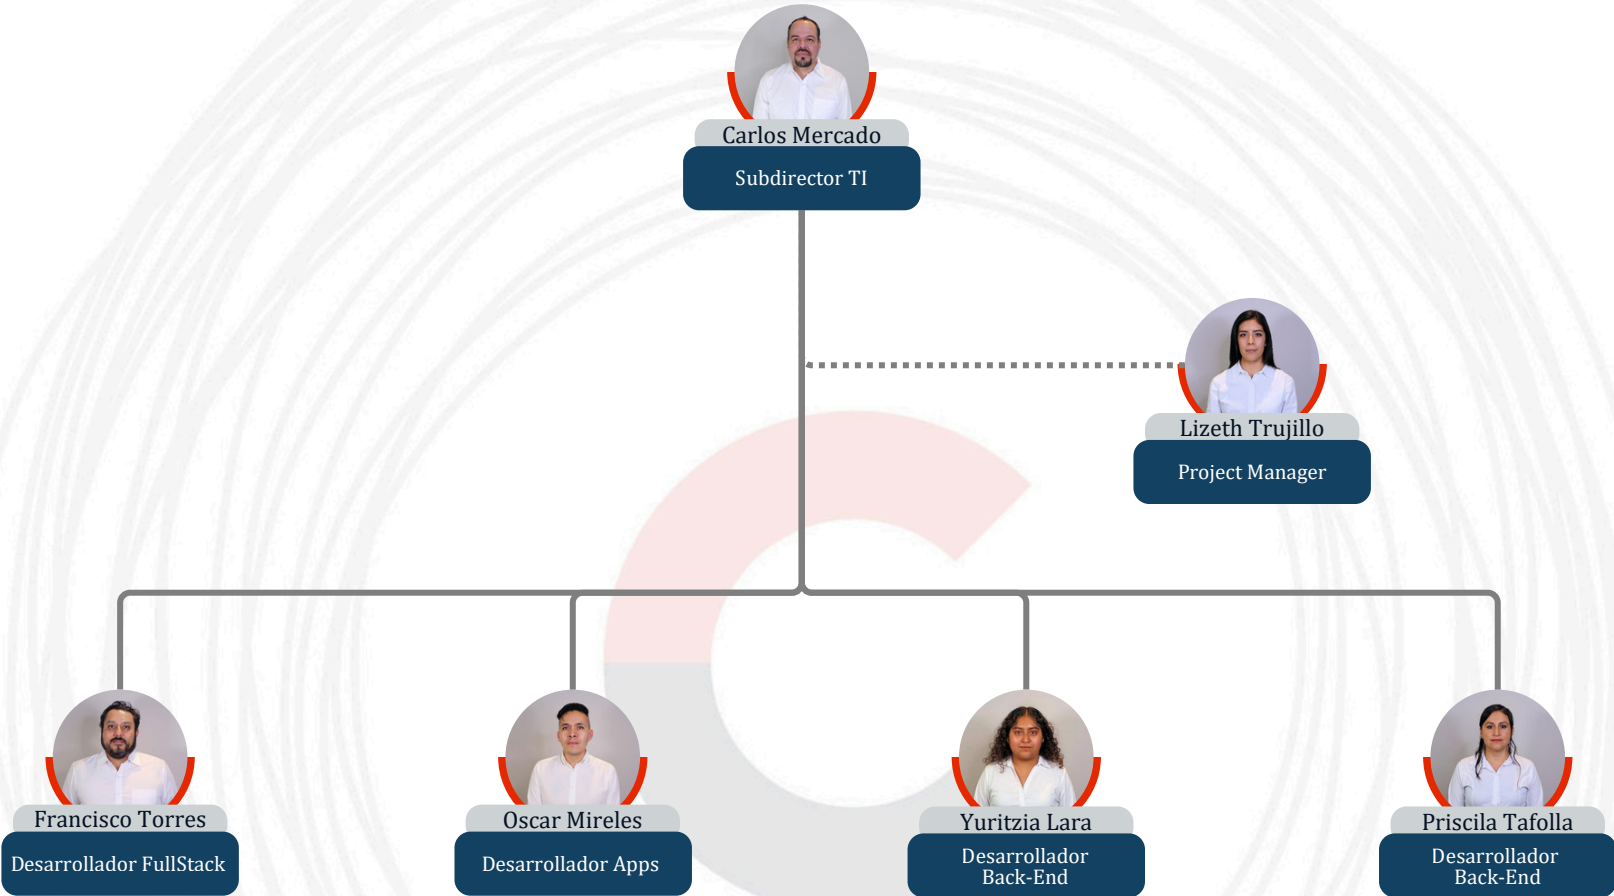 Carlos Mercado
Subdirector TI
Lizeth Trujillo
Project Manager
Francisco Torres
Desarrollador FullStack
Oscar Mireles
Desarrollador Apps
Yuritzia Lara
Desarrollador
Back-End
Priscila Tafolla
Desarrollador
Back-End